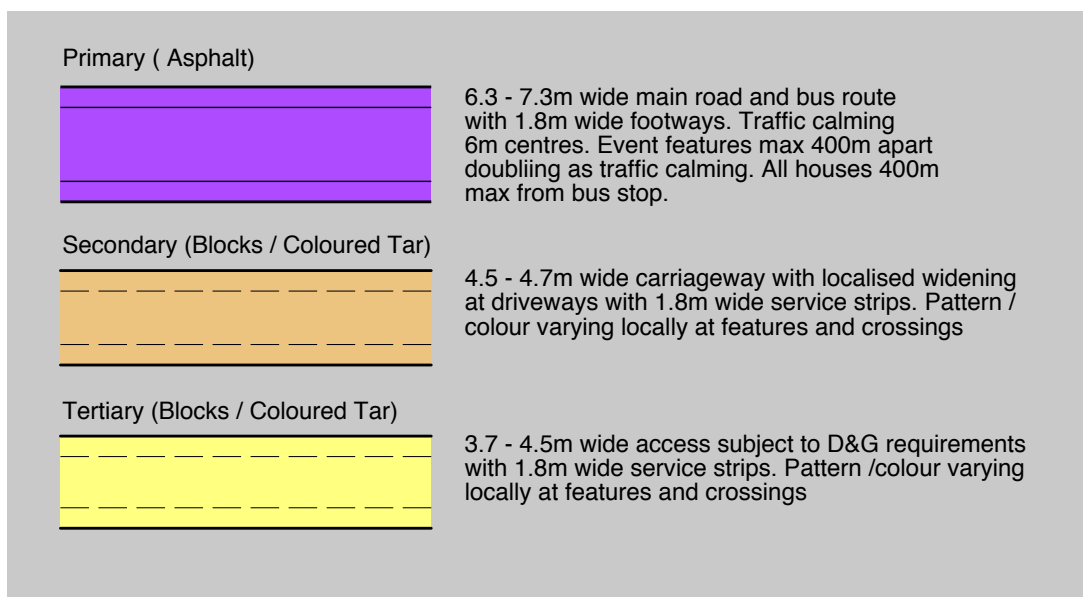 Primary ( Asphalt)
6.3 - 7.3m wide main road and bus route
with 1.8m wide footways. Traffic calming
6m centres. Event features max 400m apart
doubliing as traffic calming. All houses 400m
max from bus stop.
Secondary (Blocks / Coloured Tar)
4.5 - 4.7m wide carriageway with localised widening
at driveways with 1.8m wide service strips. Pattern /
colour varying locally at features and crossings
Tertiary (Blocks / Coloured Tar)
3.7 - 4.5m wide access subject to D&G requirements
with 1.8m wide service strips. Pattern /colour varying
locally at features and crossings